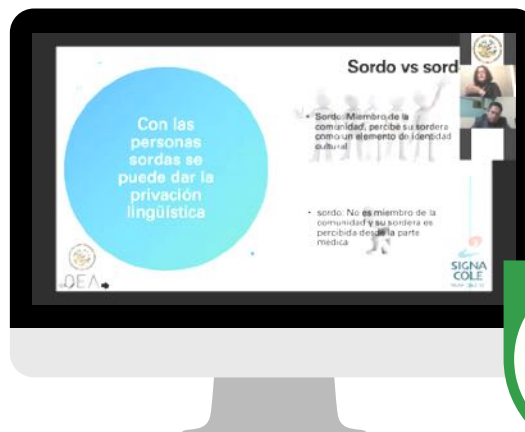 Sordo vs sord
Con las
personas
sordas se
puede dar la
privación
lingüística
• Sordo: Miembro de la
comunidad, percibe su sordera
como un elemento de identidad
cultural
• sordo: No es miembro de la
comunidad y su sordera es
percibida desde la parte
médica
OEA
SIGNA
COLE